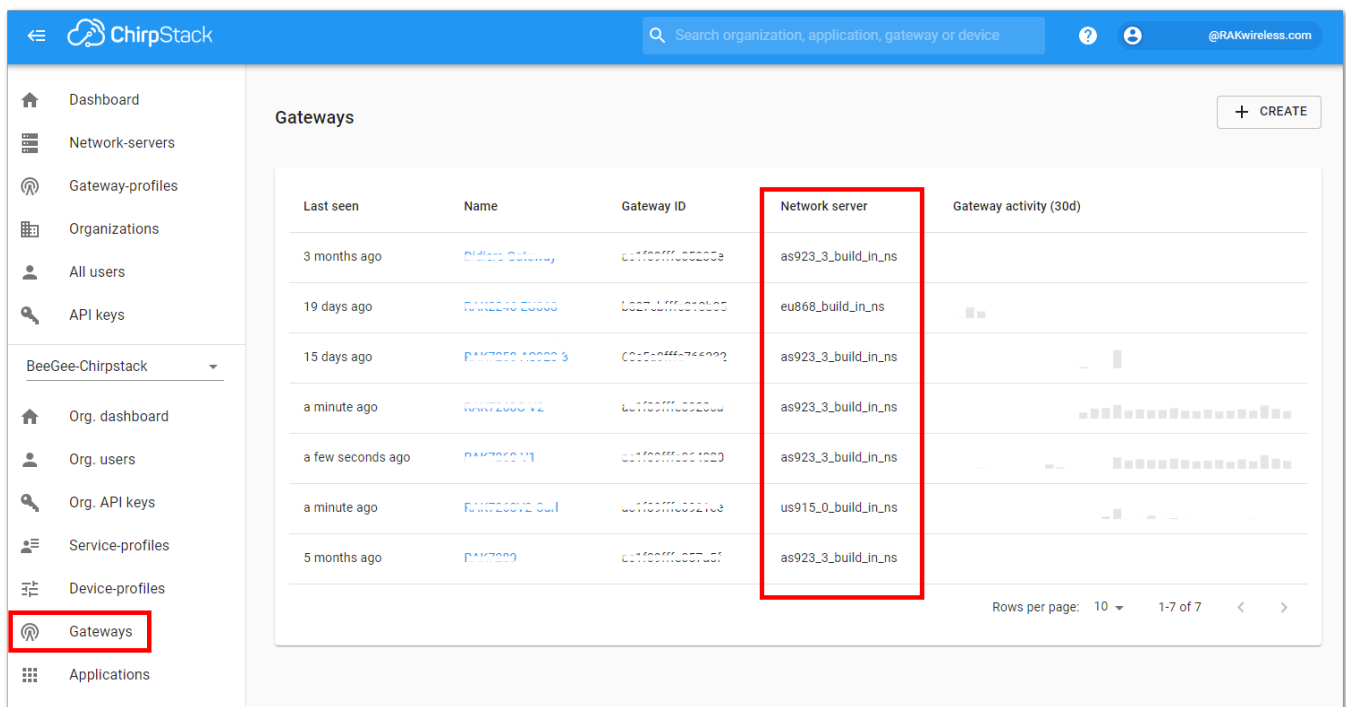 ChirpStack
Search organization, application, gateway or device
@RAKwireless.com
Dashboard
Network-servers
Gateway-profiles
Organizations
All users
API keys
BeeGee-Chirpstack
Org. dashboard
Org. users
Org. API keys
Service-profiles
Device-profiles
Gateways
Applications
Gateways
CREATE
Last seen Name Gateway ID Network server Gateway activity (30d)
3 months ago as923_3_build_in_ns
19 days ago eu868_build_in_ns
15 days ago as923_3_build_in_ns
a minute ago as923_3_build_in_ns
a few seconds ago as923_3_build_in_ns
a minute ago us915_0_build_in_ns
5 months ago as923_3_build_in_ns
Rows per page: 10 1-7 of 7